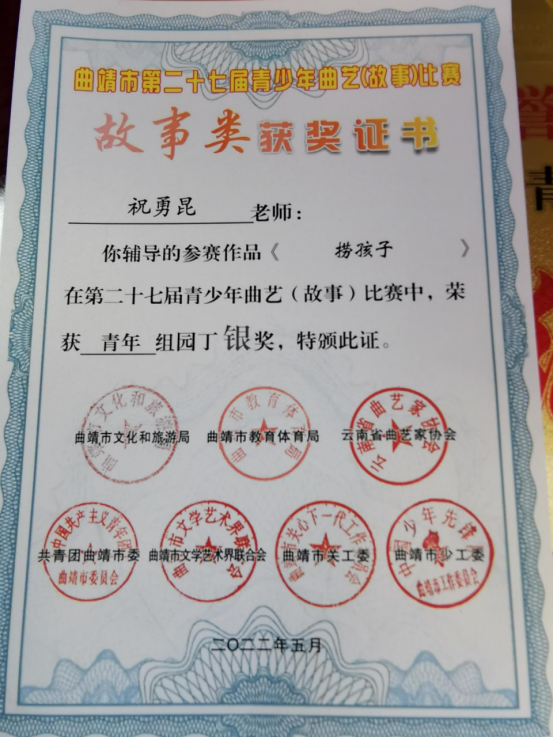 曲靖市第二十七届青少年曲艺(故事)比赛
故事类获奖证书
祝勇昆 老师：
你辅导的参赛作品《 捞孩子 》
在第二十七届青少年曲艺（故事）比赛中，荣
获 青年 组园丁银奖，特颁此证。
曲靖市文化和旅游局 曲靖市教育体育局 云南省曲艺家协会
共青团曲靖市委 曲靖市文学艺术界联合会 曲靖市关工委 曲靖市少工委
二〇二二年五月